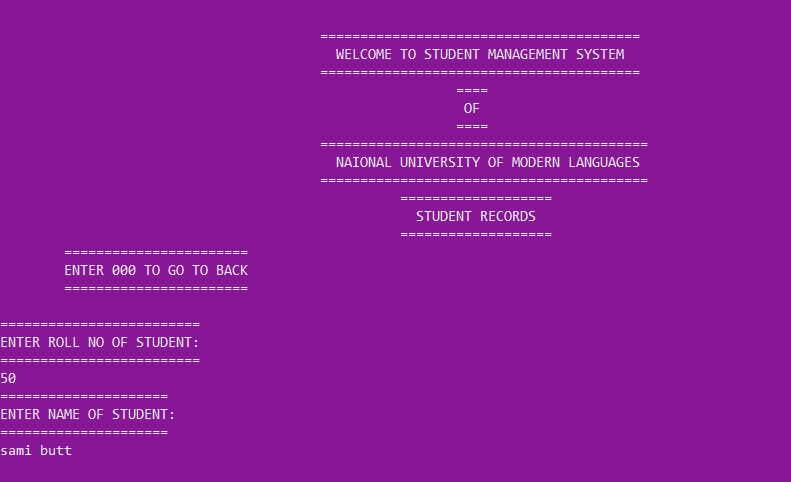 ========================================
WELCOME TO STUDENT MANAGEMENT SYSTEM
========================================
====
OF
====
=========================================
NAIONAL UNIVERSITY OF MODERN LANGUAGES
=========================================
===================
STUDENT RECORDS
===================
=======================
ENTER 000 TO GO TO BACK
=======================
=========================
ENTER ROLL NO OF STUDENT:
=========================
50
=====================
ENTER NAME OF STUDENT:
=====================
sami butt